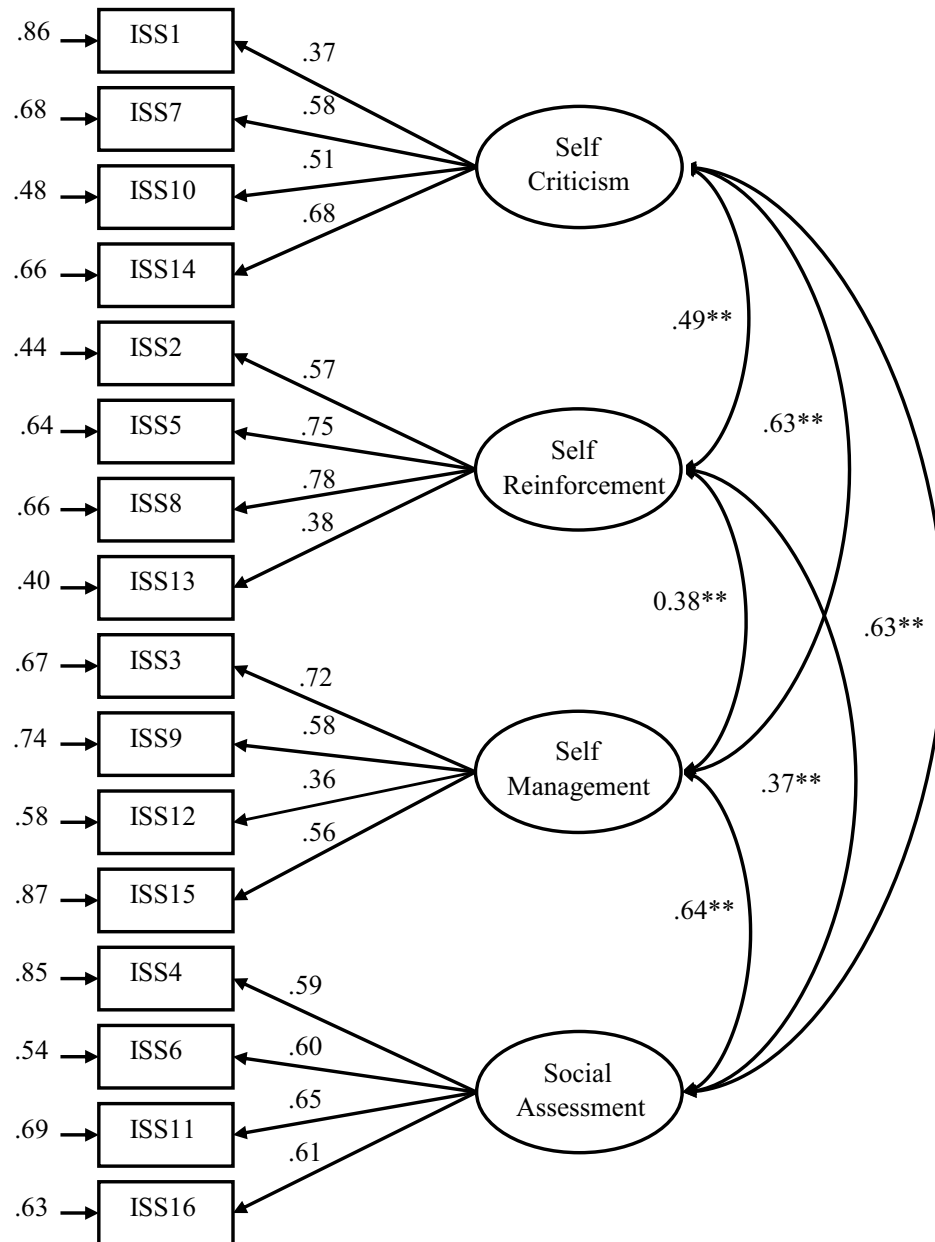 .86
ISS1
.37
.68
ISS7
.58
.48
ISS10
.51
.66
ISS14
.68
Self
Criticism
.49**
.63**
.63**
.44
ISS2
.57
.64
ISS5
.75
.66
ISS8
.78
.40
ISS13
.38
Self
Reinforcement
0.38**
.37**
.67
ISS3
.72
.74
ISS9
.58
.58
ISS12
.36
.87
ISS15
.56
Self
Management
.64**
.85
ISS4
.59
.54
ISS6
.60
.69
ISS11
.65
.63
ISS16
.61
Social
Assessment